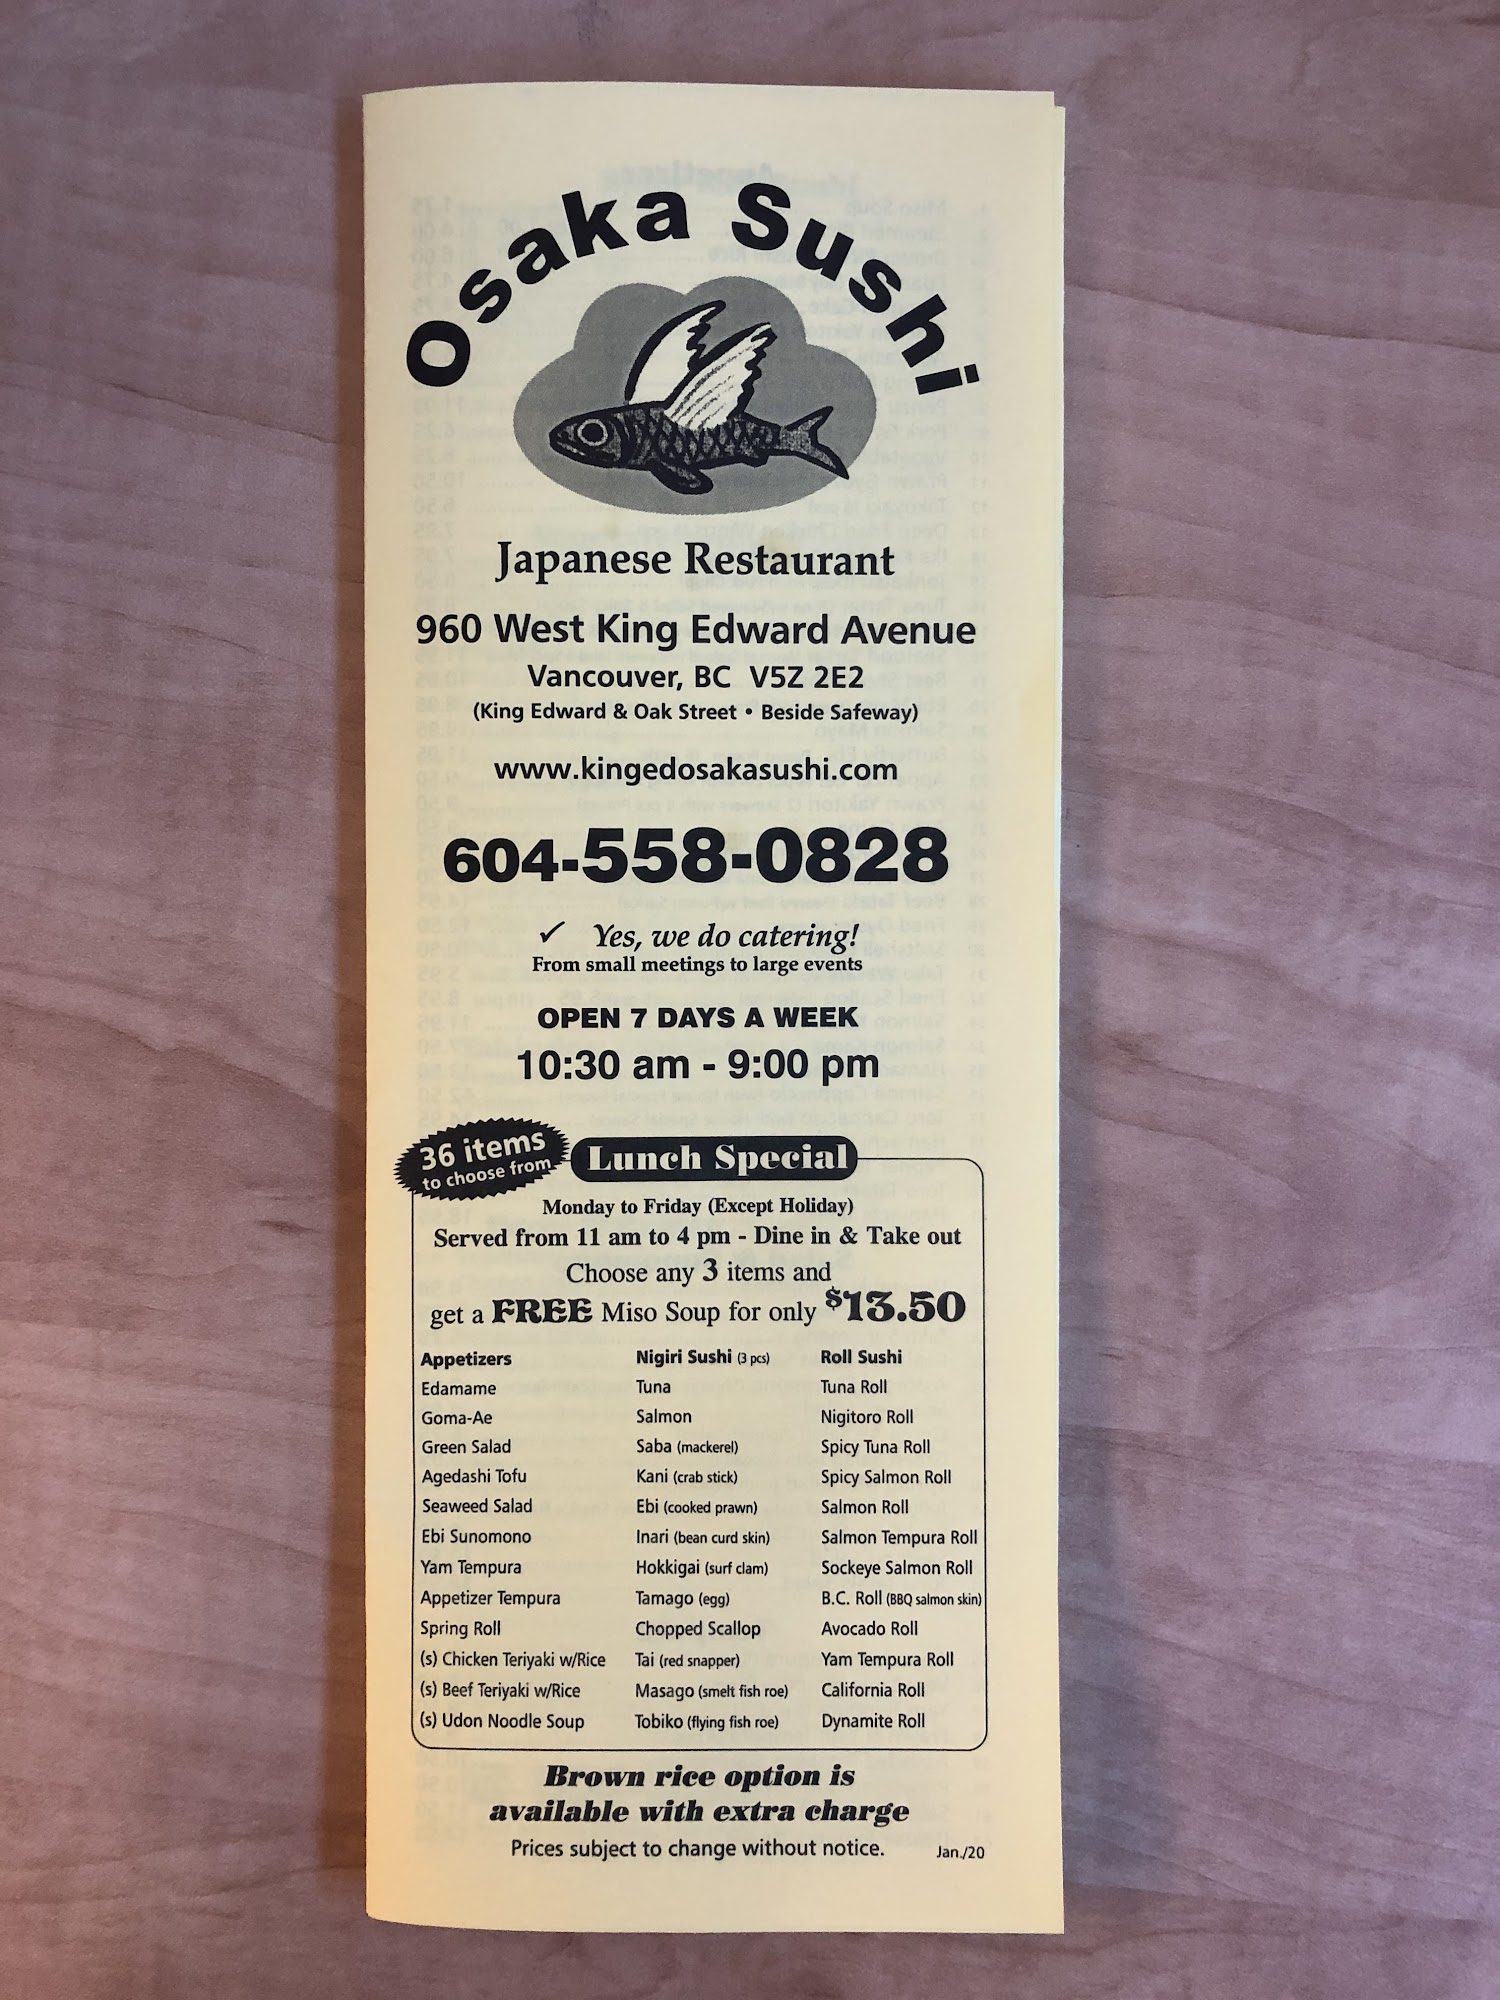 Osaka Sushi
Japanese Restaurant
960 West King Edward Avenue
Vancouver, BC V5Z 2E2
(King Edward & Oak Street • Beside Safeway)
www.kingedosakasushi.com
604-558-0828
✓ Yes, we do catering!
From small meetings to large events
OPEN 7 DAYS A WEEK
10:30 am - 9:00 pm
36 items
to choose from
Lunch Special
Monday to Friday (Except Holiday)
Served from 11 am to 4 pm - Dine in & Take out
Choose any 3 items and
get a FREE Miso Soup for only $13.50
Appetizers
Edamame
Goma-Ae
Green Salad
Agedashi Tofu
Seaweed Salad
Ebi Sunomono
Yam Tempura
Appetizer Tempura
Spring Roll
(s) Chicken Teriyaki w/Rice
(s) Beef Teriyaki w/Rice
(s) Udon Noodle Soup
Nigiri Sushi (3 pcs)
Tuna
Salmon
Saba (mackerel)
Kani (crab stick)
Ebi (cooked prawn)
Inari (bean curd skin)
Hokkigai (surf clam)
Tamago (egg)
Chopped Scallop
Tai (red snapper)
Masago (smelt fish roe)
Tobiko (flying fish roe)
Roll Sushi
Tuna Roll
Nigitoro Roll
Spicy Tuna Roll
Spicy Salmon Roll
Salmon Roll
Salmon Tempura Roll
Sockeye Salmon Roll
B.C. Roll (BBQ salmon skin)
Avocado Roll
Yam Tempura Roll
California Roll
Dynamite Roll
Brown rice option is
available with extra charge
Prices subject to change without notice.
Jan./20